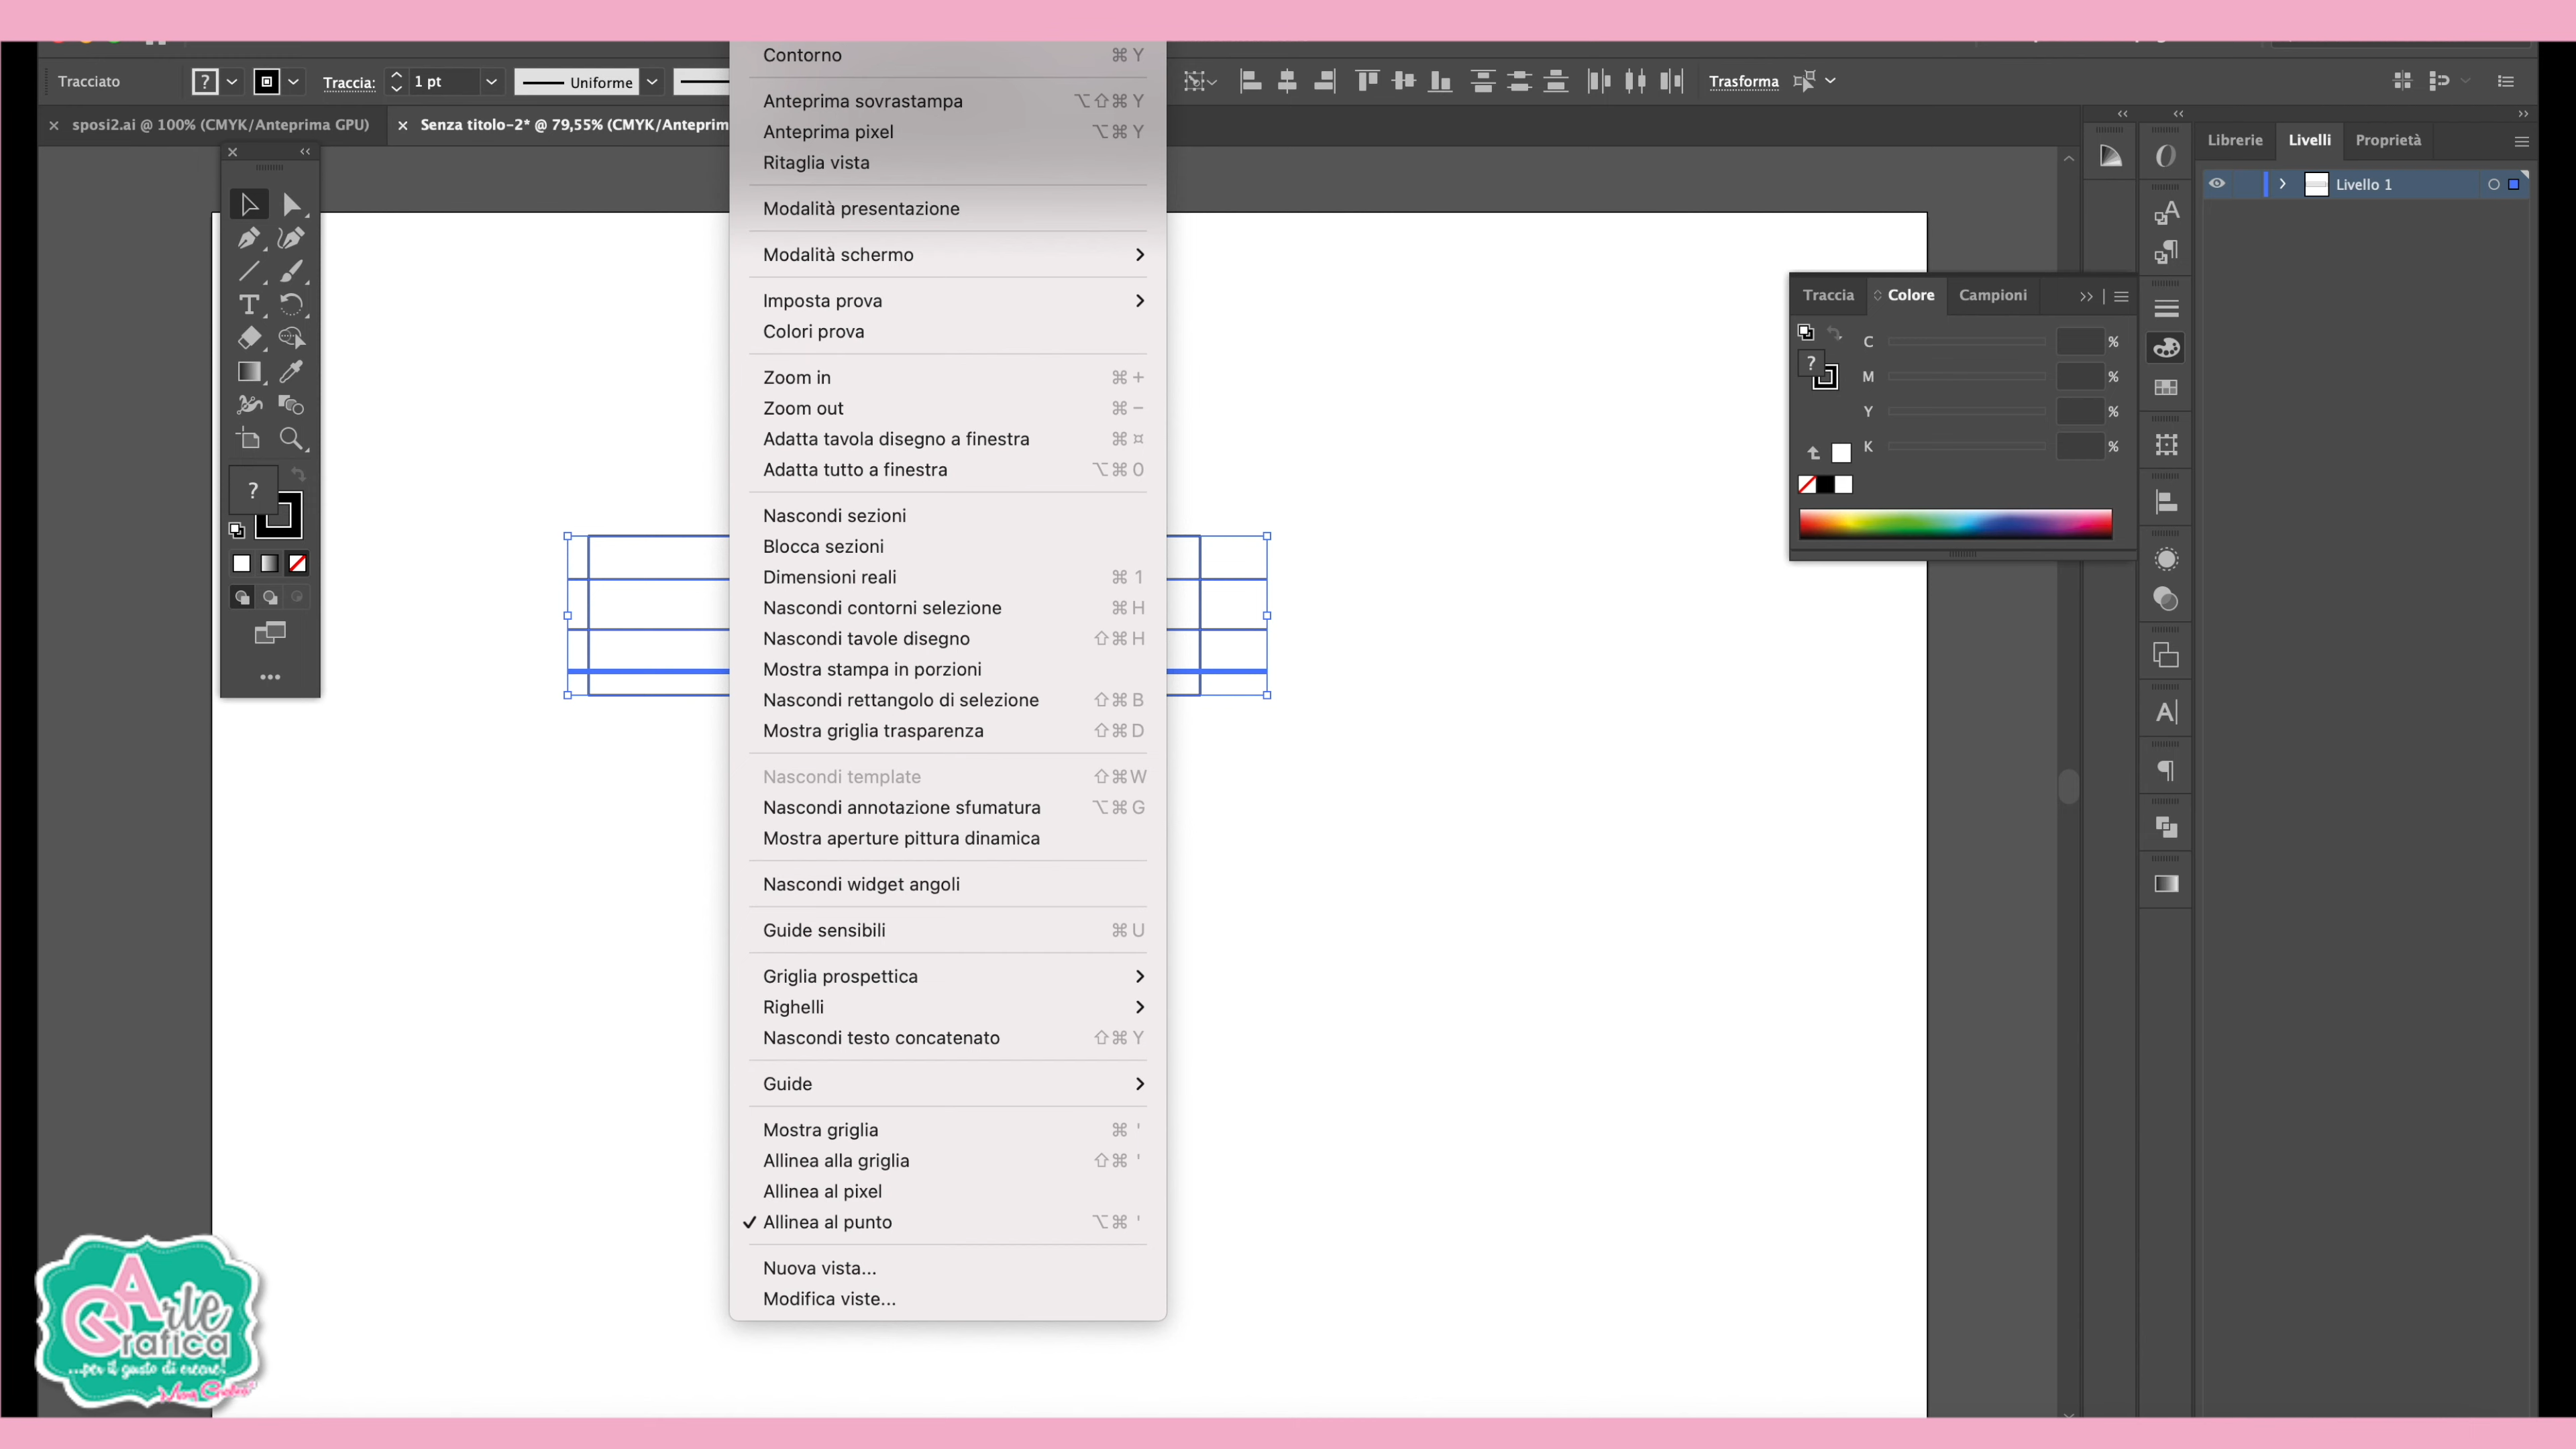 Tracciato
?
Traccia:
1 pt
Uniforme
Trasforma
sposi2.ai @ 100% (CMYK/Anteprima GPU)
Senza titolo-2* @ 79,55% (CMYK/Anteprim
Contorno ⌘ Y
Anteprima sovrastampa ⌥⇧⌘ Y
Anteprima pixel ⌥⌘ Y
Ritaglia vista
Modalità presentazione
Modalità schermo
Imposta prova
Colori prova
Zoom in ⌘ +
Zoom out ⌘ −
Adatta tavola disegno a finestra ⌘ ¤
Adatta tutto a finestra ⌥⌘ 0
Nascondi sezioni
Blocca sezioni
Dimensioni reali ⌘ 1
Nascondi contorni selezione ⌘ H
Nascondi tavole disegno ⇧⌘ H
Mostra stampa in porzioni
Nascondi rettangolo di selezione ⇧⌘ B
Mostra griglia trasparenza ⇧⌘ D
Nascondi template ⇧⌘ W
Nascondi annotazione sfumatura ⌥⌘ G
Mostra aperture pittura dinamica
Nascondi widget angoli
Guide sensibili ⌘ U
Griglia prospettica
Righelli
Nascondi testo concatenato ⇧⌘ Y
Guide
Mostra griglia ⌘ '
Allinea alla griglia ⇧⌘ '
Allinea al pixel
✓ Allinea al punto ⌥⌘ '
Nuova vista...
Modifica viste...
?
Traccia Colore Campioni
C %
M %
?
Y %
K %
Librerie Livelli Proprietà
Livello 1
Arte
Grafica
...per il gusto di creare!